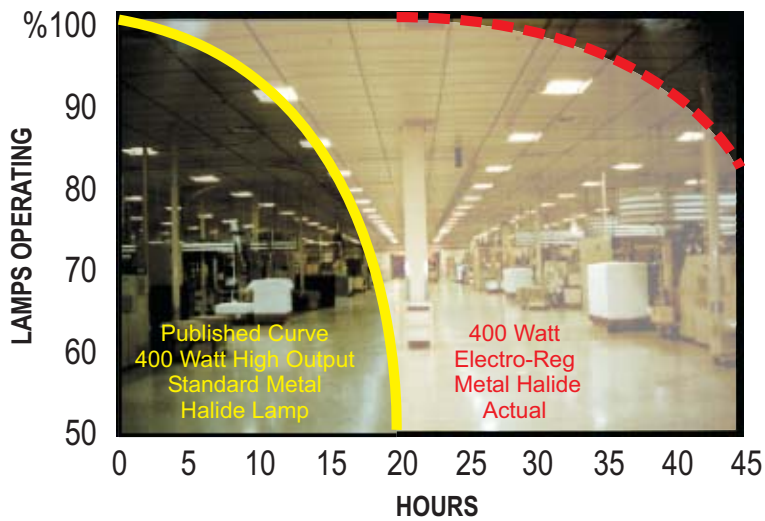 %100
90
80
70
60
50
LAMPS OPERATING
Published Curve
400 Watt High Output
Standard Metal
Halide Lamp
400 Watt
Electro-Reg
Metal Halide
Actual
0 5 10 15 20 25 30 35 40 45
HOURS